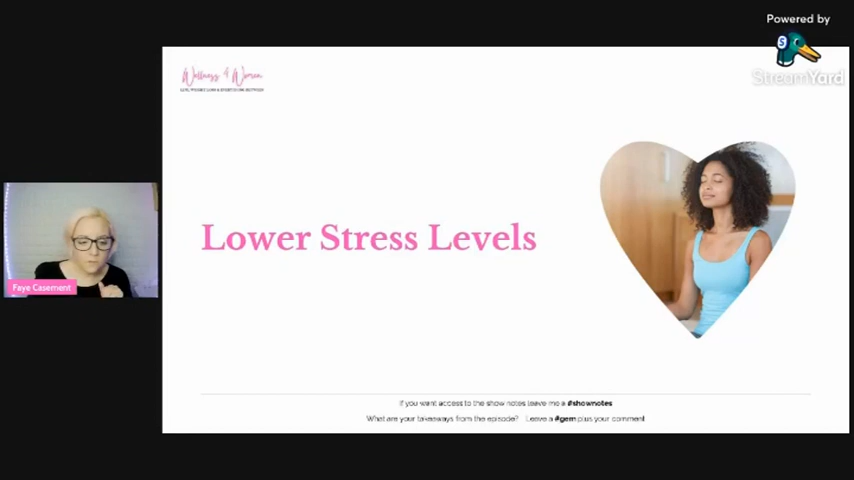 Powered by
StreamYard
Wellness 4 Women
Lower Stress Levels
Faye Casement
If you want access to the show notes leave me a #shownotes
What are your takeaways from the episode? Leave a #gem plus your comment